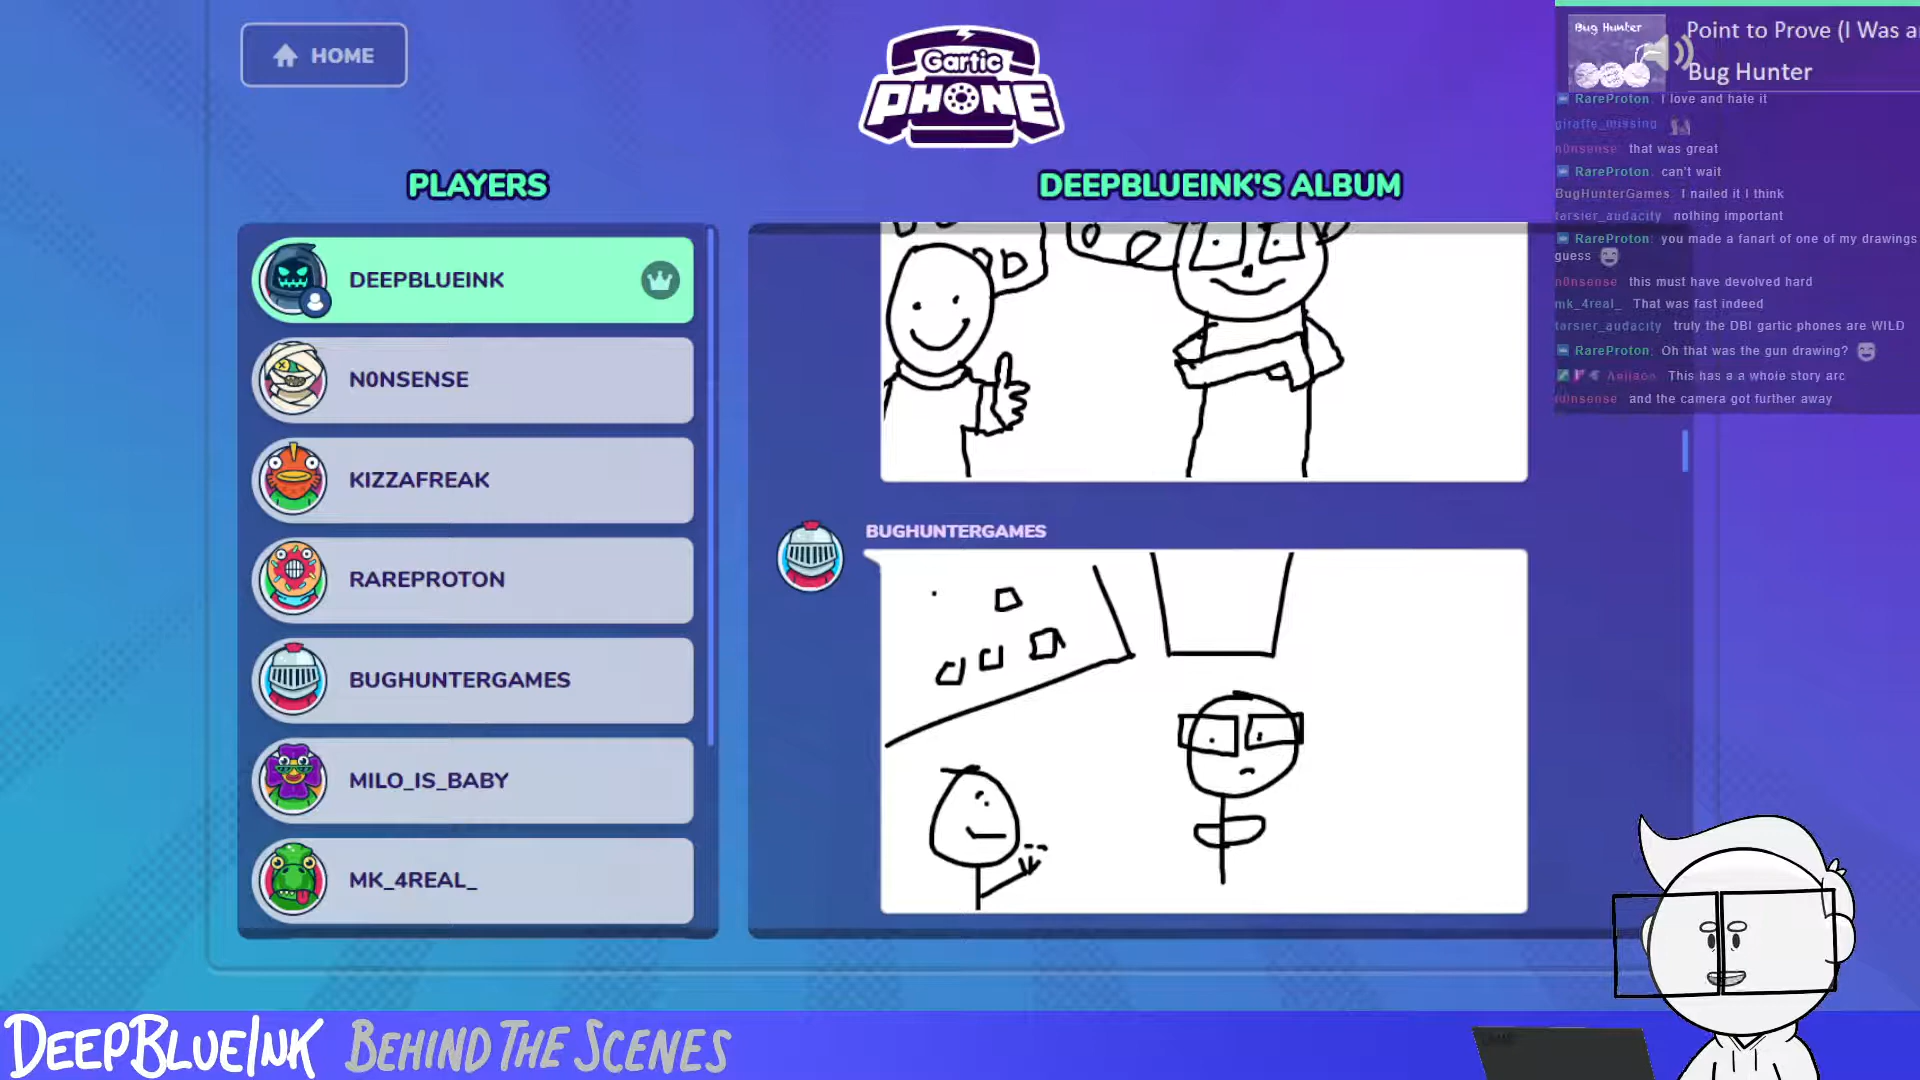 HOME
Gartic
PHONE
PLAYERS
DEEPBLUEINK'S ALBUM
DEEPBLUEINK
N0NSENSE
KIZZAFREAK
RAREPROTON
BUGHUNTERGAMES
MILO_IS_BABY
MK_4REAL_
BUGHUNTERGAMES
Bug Hunter
Point to Prove (I Was a
Bug Hunter
RareProton: I love and hate it
giraffe_missing
n0nsense that was great
RareProton: can't wait
BugHunterGames I nailed it I think
tarsier_audacity nothing important
RareProton: you made a fanart of one of my drawings
guess
n0nsense this must have devolved hard
mk_4real_ That was fast indeed
tarsier_audacity truly the DBI gartic phones are WILD
RareProton: Oh that was the gun drawing?
This has a a whole story arc
n0nsense and the camera got further away
DEEPBLUEINK BEHIND THE SCENES